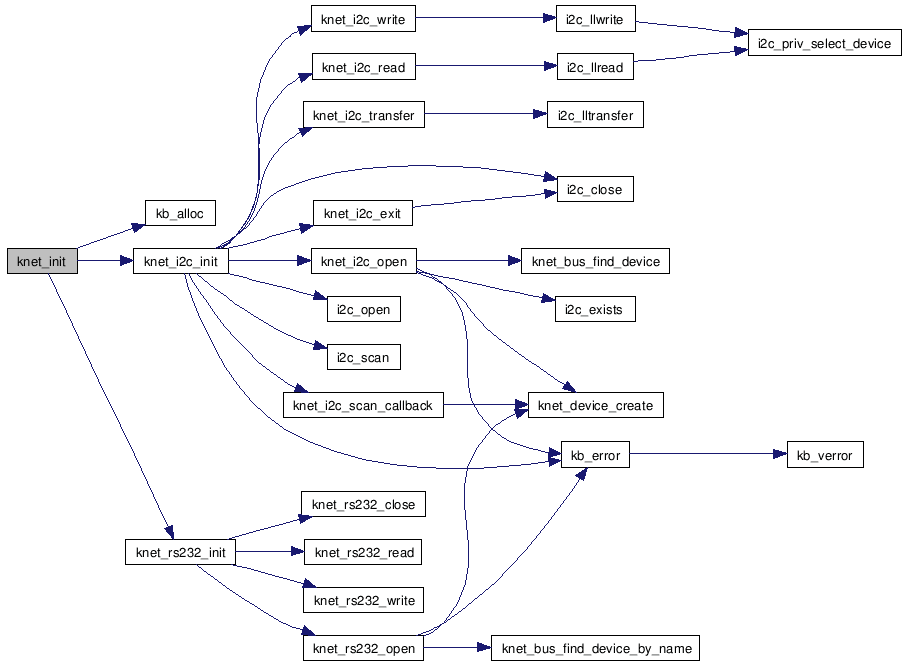 knet_i2c_write
i2c_llwrite
i2c_priv_select_device
knet_i2c_read
i2c_llread
knet_i2c_transfer
i2c_lltransfer
i2c_close
kb_alloc
knet_i2c_exit
knet_init
knet_i2c_init
knet_i2c_open
knet_bus_find_device
i2c_open
i2c_exists
i2c_scan
knet_i2c_scan_callback
knet_device_create
kb_error
kb_verror
knet_rs232_close
knet_rs232_init
knet_rs232_read
knet_rs232_write
knet_rs232_open
knet_bus_find_device_by_name